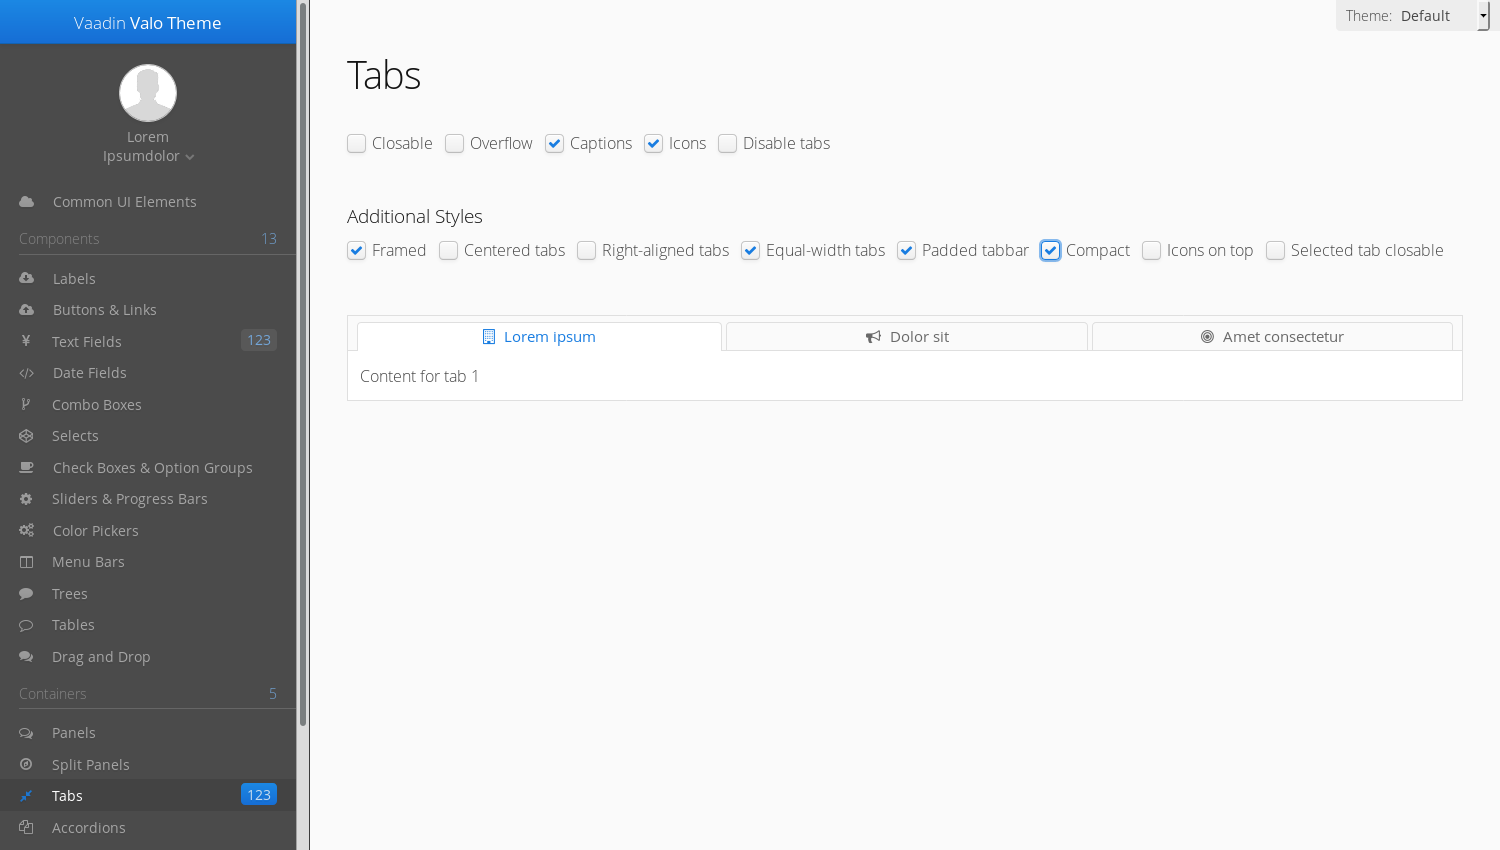 Vaadin Valo Theme
Lorem
Ipsumdolor
Common UI Elements
Components 13
Labels
Buttons & Links
Text Fields 123
Date Fields
Combo Boxes
Selects
Check Boxes & Option Groups
Sliders & Progress Bars
Color Pickers
Menu Bars
Trees
Tables
Drag and Drop
Containers 5
Panels
Split Panels
Tabs 123
Accordions
Theme: Default
Tabs
Closable Overflow Captions Icons Disable tabs
Additional Styles
Framed Centered tabs Right-aligned tabs Equal-width tabs Padded tabbar Compact Icons on top Selected tab closable
Lorem ipsum Dolor sit Amet consectetur
Content for tab 1